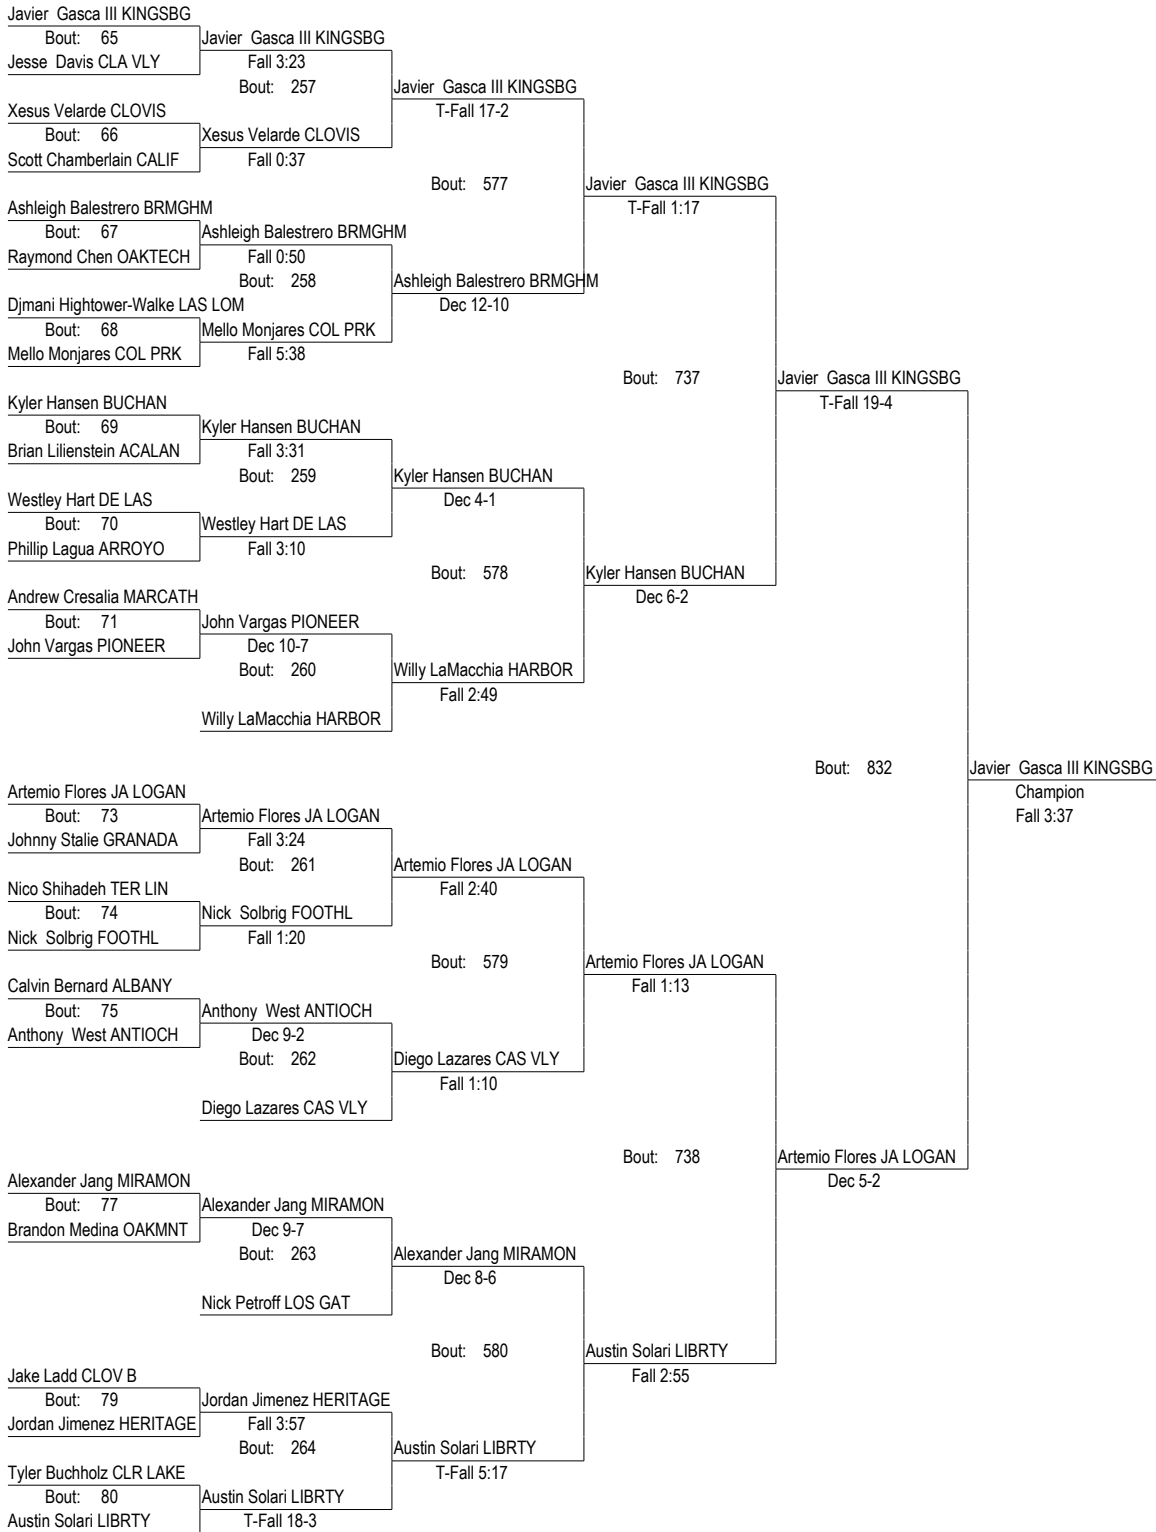 Javier Gasca III KINGSBG
Bout: 65
Javier Gasca III KINGSBG
Jesse Davis CLA VLY
Fall 3:23
Bout: 257
Javier Gasca III KINGSBG
Xesus Velarde CLOVIS
T-Fall 17-2
Bout: 66
Xesus Velarde CLOVIS
Scott Chamberlain CALIF
Fall 0:37
Bout: 577
Javier Gasca III KINGSBG
Ashleigh Balestrero BRMGHM
T-Fall 1:17
Bout: 67
Ashleigh Balestrero BRMGHM
Raymond Chen OAKTECH
Fall 0:50
Bout: 258
Ashleigh Balestrero BRMGHM
Djmani Hightower-Walke LAS LOM
Dec 12-10
Bout: 68
Mello Monjares COL PRK
Mello Monjares COL PRK
Fall 5:38
Bout: 737
Javier Gasca III KINGSBG
Kyler Hansen BUCHAN
T-Fall 19-4
Bout: 69
Kyler Hansen BUCHAN
Brian Lilienstein ACALAN
Fall 3:31
Bout: 259
Kyler Hansen BUCHAN
Westley Hart DE LAS
Dec 4-1
Bout: 70
Westley Hart DE LAS
Phillip Lagua ARROYO
Fall 3:10
Bout: 578
Kyler Hansen BUCHAN
Andrew Cresalia MARCATH
Dec 6-2
Bout: 71
John Vargas PIONEER
John Vargas PIONEER
Dec 10-7
Bout: 260
Willy LaMacchia HARBOR
Fall 2:49
Willy LaMacchia HARBOR
Bout: 832
Javier Gasca III KINGSBG
Artemio Flores JA LOGAN
Champion
Bout: 73
Artemio Flores JA LOGAN
Fall 3:37
Johnny Stalie GRANADA
Fall 3:24
Bout: 261
Artemio Flores JA LOGAN
Nico Shihadeh TER LIN
Fall 2:40
Bout: 74
Nick Solbrig FOOTHL
Nick Solbrig FOOTHL
Fall 1:20
Bout: 579
Artemio Flores JA LOGAN
Calvin Bernard ALBANY
Fall 1:13
Bout: 75
Anthony West ANTIOCH
Anthony West ANTIOCH
Dec 9-2
Bout: 262
Diego Lazares CAS VLY
Fall 1:10
Diego Lazares CAS VLY
Bout: 738
Artemio Flores JA LOGAN
Alexander Jang MIRAMON
Dec 5-2
Bout: 77
Alexander Jang MIRAMON
Brandon Medina OAKMNT
Dec 9-7
Bout: 263
Alexander Jang MIRAMON
Dec 8-6
Nick Petroff LOS GAT
Bout: 580
Austin Solari LIBRTY
Jake Ladd CLOV B
Fall 2:55
Bout: 79
Jordan Jimenez HERITAGE
Jordan Jimenez HERITAGE
Fall 3:57
Bout: 264
Austin Solari LIBRTY
Tyler Buchholz CLR LAKE
T-Fall 5:17
Bout: 80
Austin Solari LIBRTY
Austin Solari LIBRTY
T-Fall 18-3